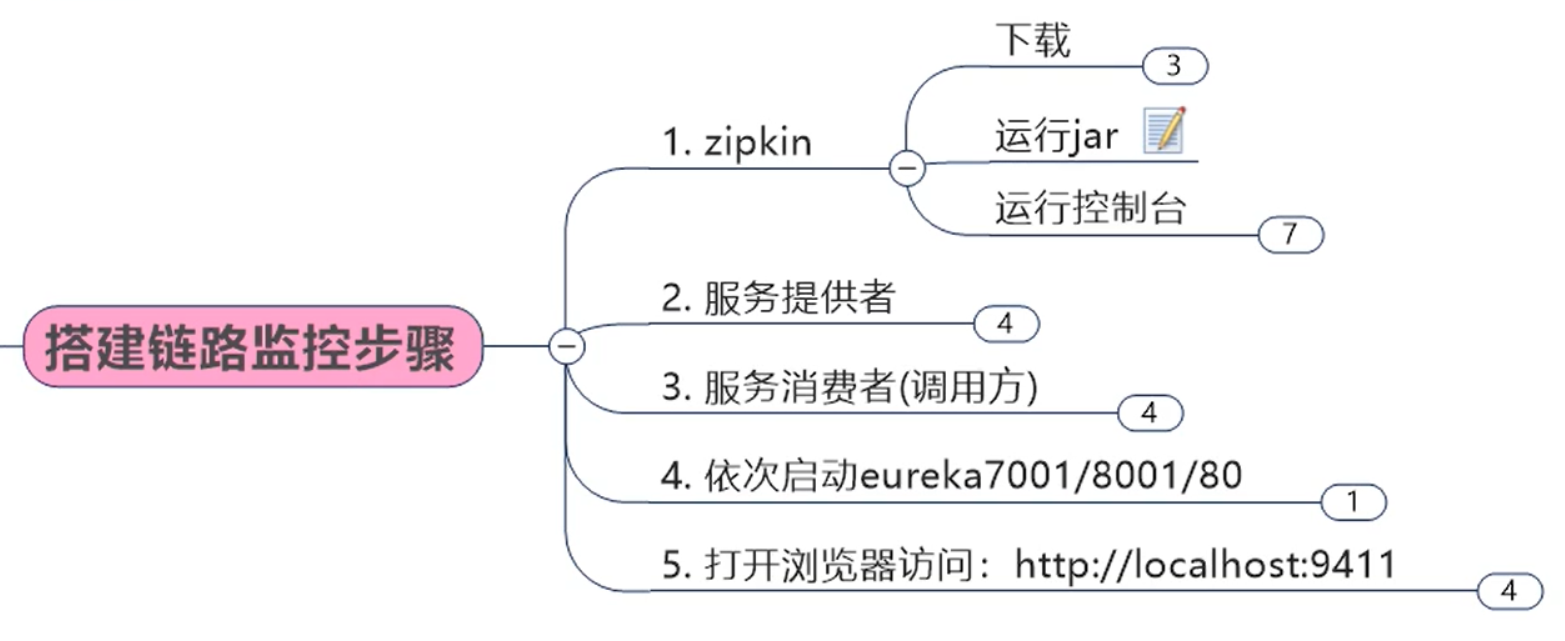 搭建链路监控步骤
1. zipkin
下载
3
运行jar
运行控制台
7
2. 服务提供者
4
3. 服务消费者(调用方)
4
4. 依次启动eureka7001/8001/80
1
5. 打开浏览器访问：http://localhost:9411
4